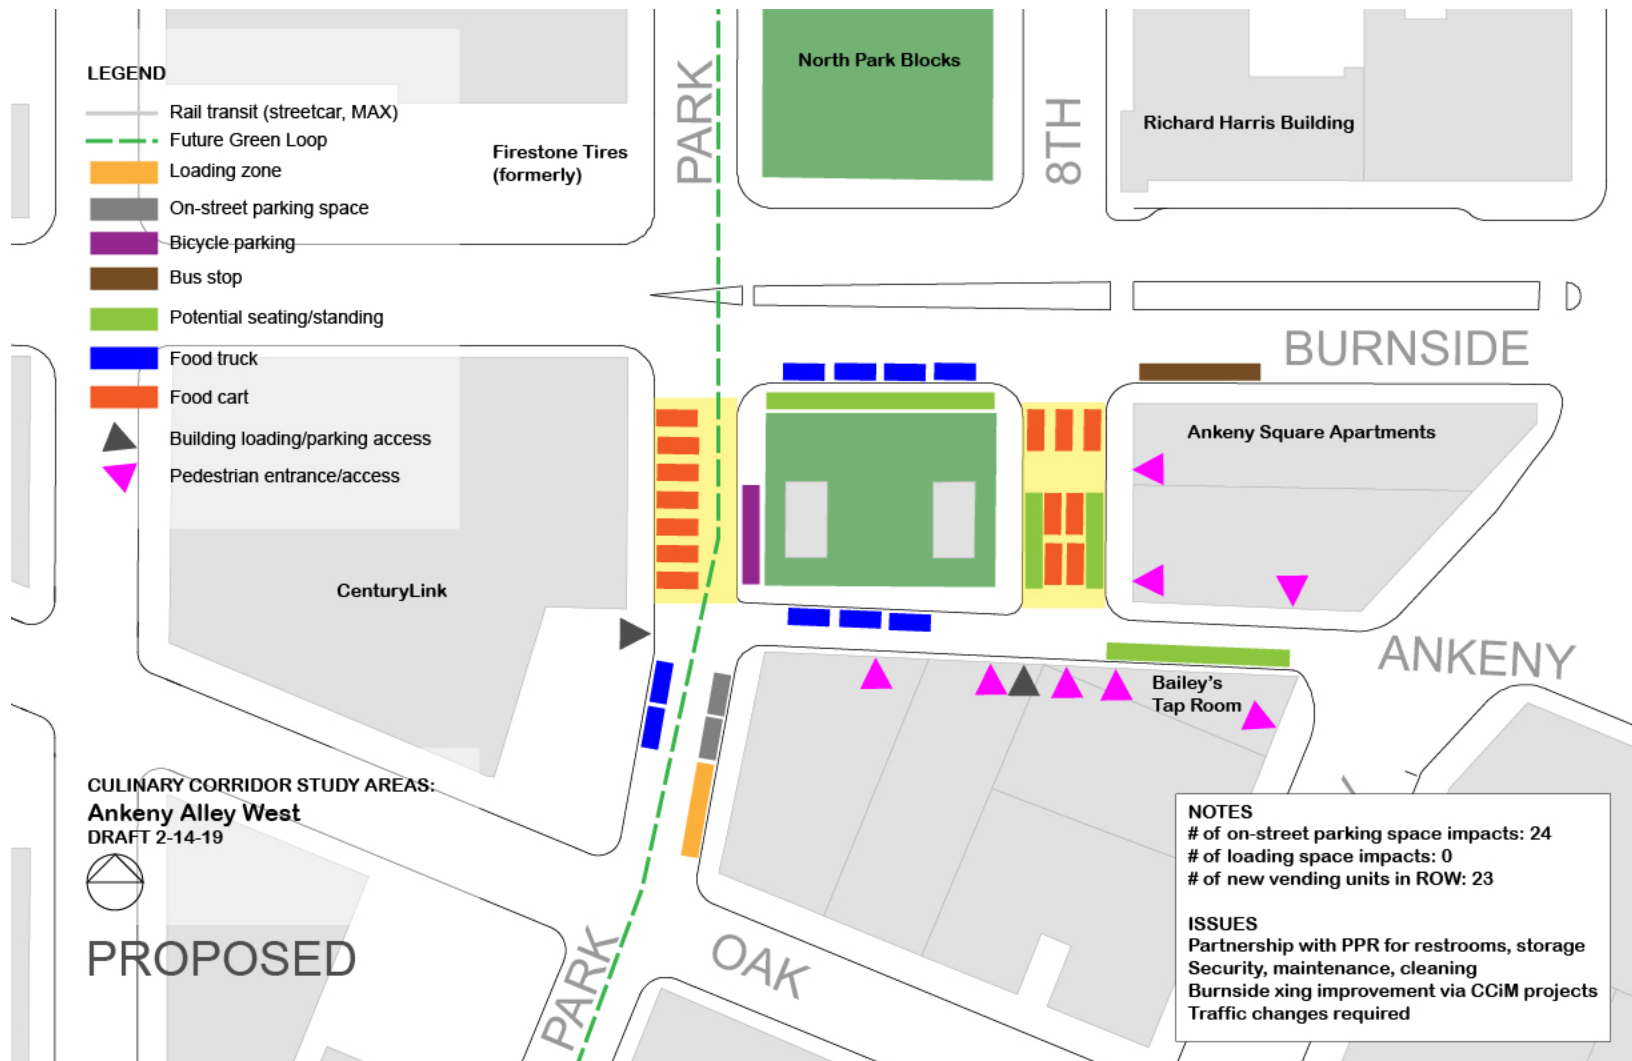 LEGEND
Rail transit (streetcar, MAX)
Future Green Loop
Loading zone
On-street parking space
Bicycle parking
Bus stop
Potential seating/standing
Food truck
Food cart
Building loading/parking access
Pedestrian entrance/access
Firestone Tires
(formerly)
PARK
North Park Blocks
8TH
Richard Harris Building
BURNSIDE
Ankeny Square Apartments
CenturyLink
ANKENY
Bailey's
Tap Room
CULINARY CORRIDOR STUDY AREAS:
Ankeny Alley West
DRAFT 2-14-19
PROPOSED
PARK
OAK
NOTES
# of on-street parking space impacts: 24
# of loading space impacts: 0
# of new vending units in ROW: 23
ISSUES
Partnership with PPR for restrooms, storage
Security, maintenance, cleaning
Burnside xing improvement via CCiM projects
Traffic changes required